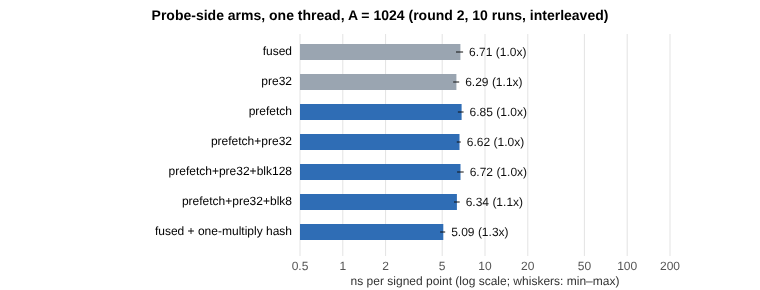 Probe-side arms, one thread, A = 1024 (round 2, 10 runs, interleaved)
fused 6.71 (1.0x)
pre32 6.29 (1.1x)
prefetch 6.85 (1.0x)
prefetch+pre32 6.62 (1.0x)
prefetch+pre32+blk128 6.72 (1.0x)
prefetch+pre32+blk8 6.34 (1.1x)
fused + one-multiply hash 5.09 (1.3x)
0.5 1 2 5 10 20 50 100 200
ns per signed point (log scale; whiskers: min–max)